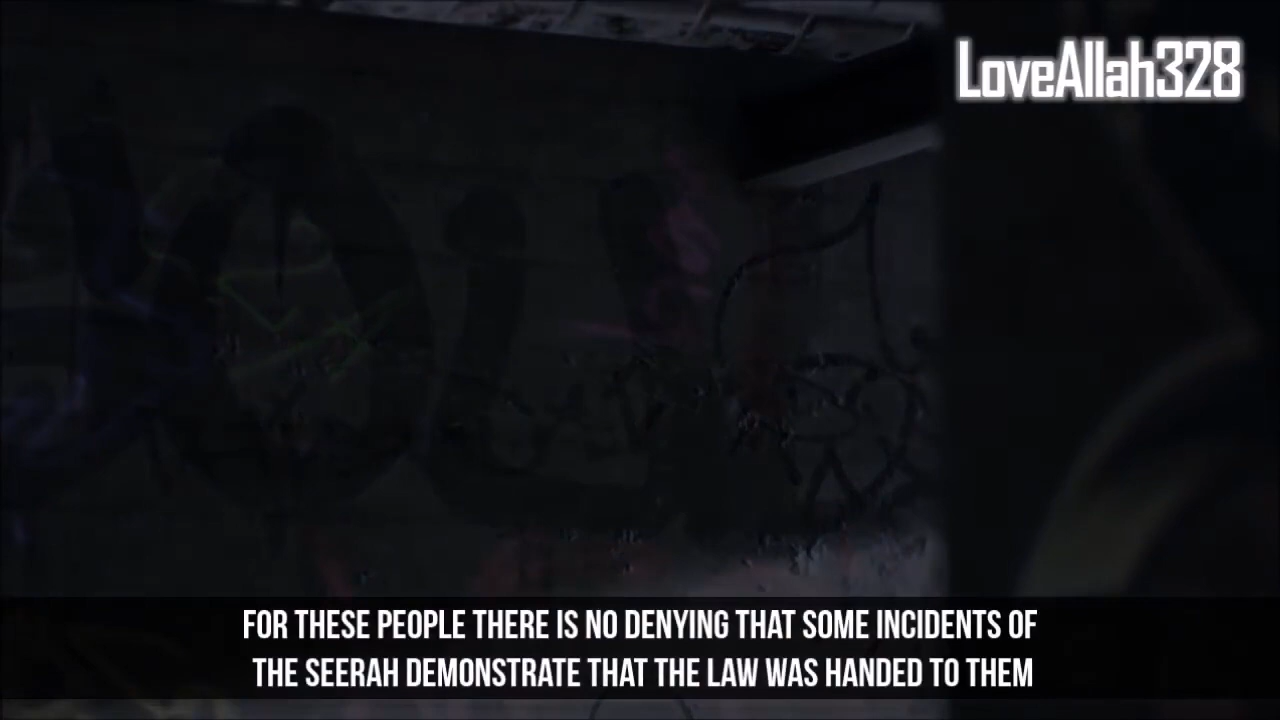 LoveAllah328
FOR THESE PEOPLE THERE IS NO DENYING THAT SOME INCIDENTS OF
THE SEERAH DEMONSTRATE THAT THE LAW WAS HANDED TO THEM